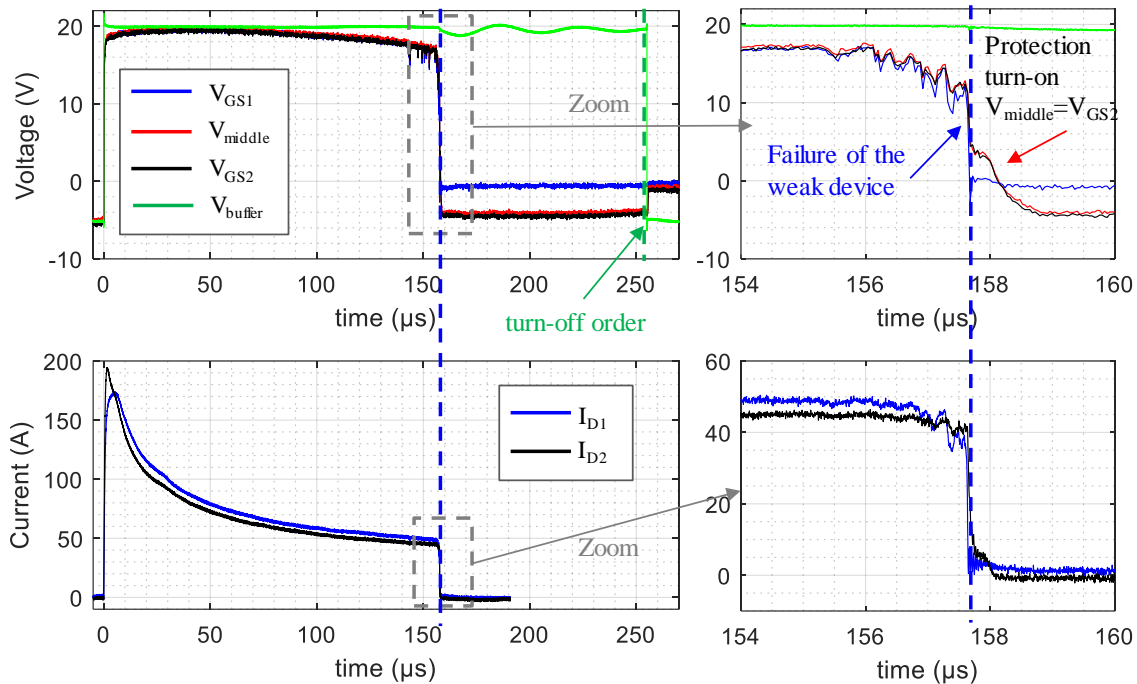 20
10
0
-10
Voltage (V)
V_GS1
V_middle
V_GS2
V_buffer
0
50
100
150
200
250
time (μs)
Zoom
turn-off order
20
10
0
-10
Protection
turn-on
V_middle=V_GS2
Failure of the
weak device
154
156
158
160
time (μs)
200
150
100
50
0
Current (A)
I_D1
I_D2
Zoom
0
50
100
150
200
250
time (μs)
60
40
20
0
154
156
158
160
time (μs)